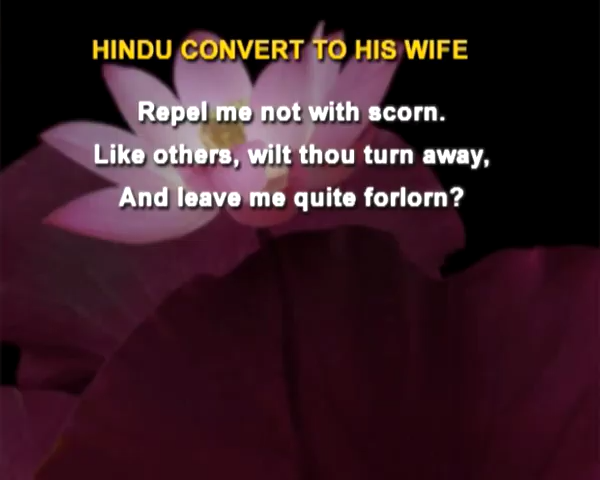 HINDU CONVERT TO HIS WIFE
Repel me not with scorn.
Like others, wilt thou turn away,
And leave me quite forlorn?